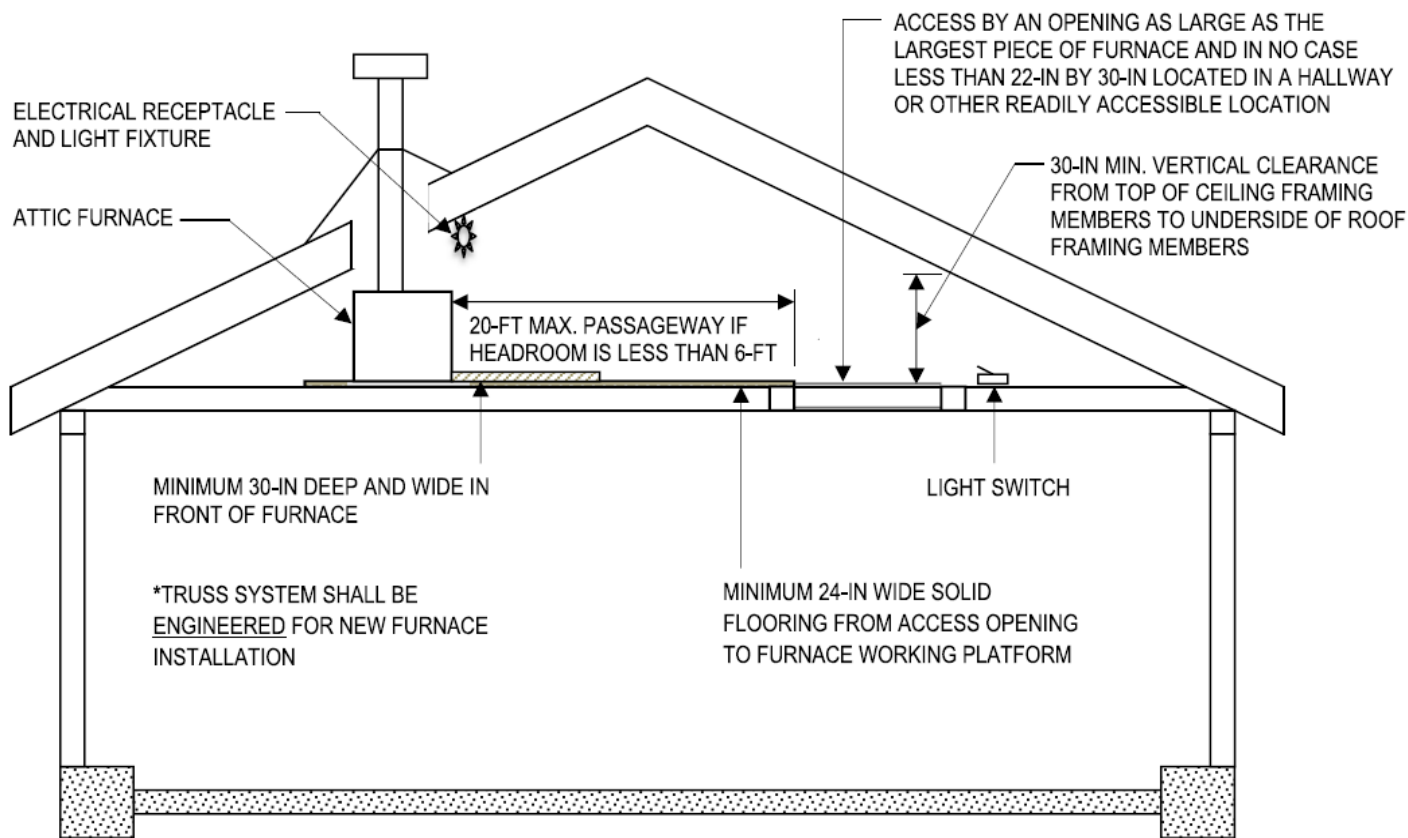 ACCESS BY AN OPENING AS LARGE AS THE
LARGEST PIECE OF FURNACE AND IN NO CASE
LESS THAN 22-IN BY 30-IN LOCATED IN A HALLWAY
OR OTHER READILY ACCESSIBLE LOCATION
ELECTRICAL RECEPTACLE
AND LIGHT FIXTURE
30-IN MIN. VERTICAL CLEARANCE
FROM TOP OF CEILING FRAMING
MEMBERS TO UNDERSIDE OF ROOF
FRAMING MEMBERS
ATTIC FURNACE
20-FT MAX. PASSAGEWAY IF
HEADROOM IS LESS THAN 6-FT
MINIMUM 30-IN DEEP AND WIDE IN
FRONT OF FURNACE
LIGHT SWITCH
*TRUSS SYSTEM SHALL BE
ENGINEERED FOR NEW FURNACE
INSTALLATION
MINIMUM 24-IN WIDE SOLID
FLOORING FROM ACCESS OPENING
TO FURNACE WORKING PLATFORM